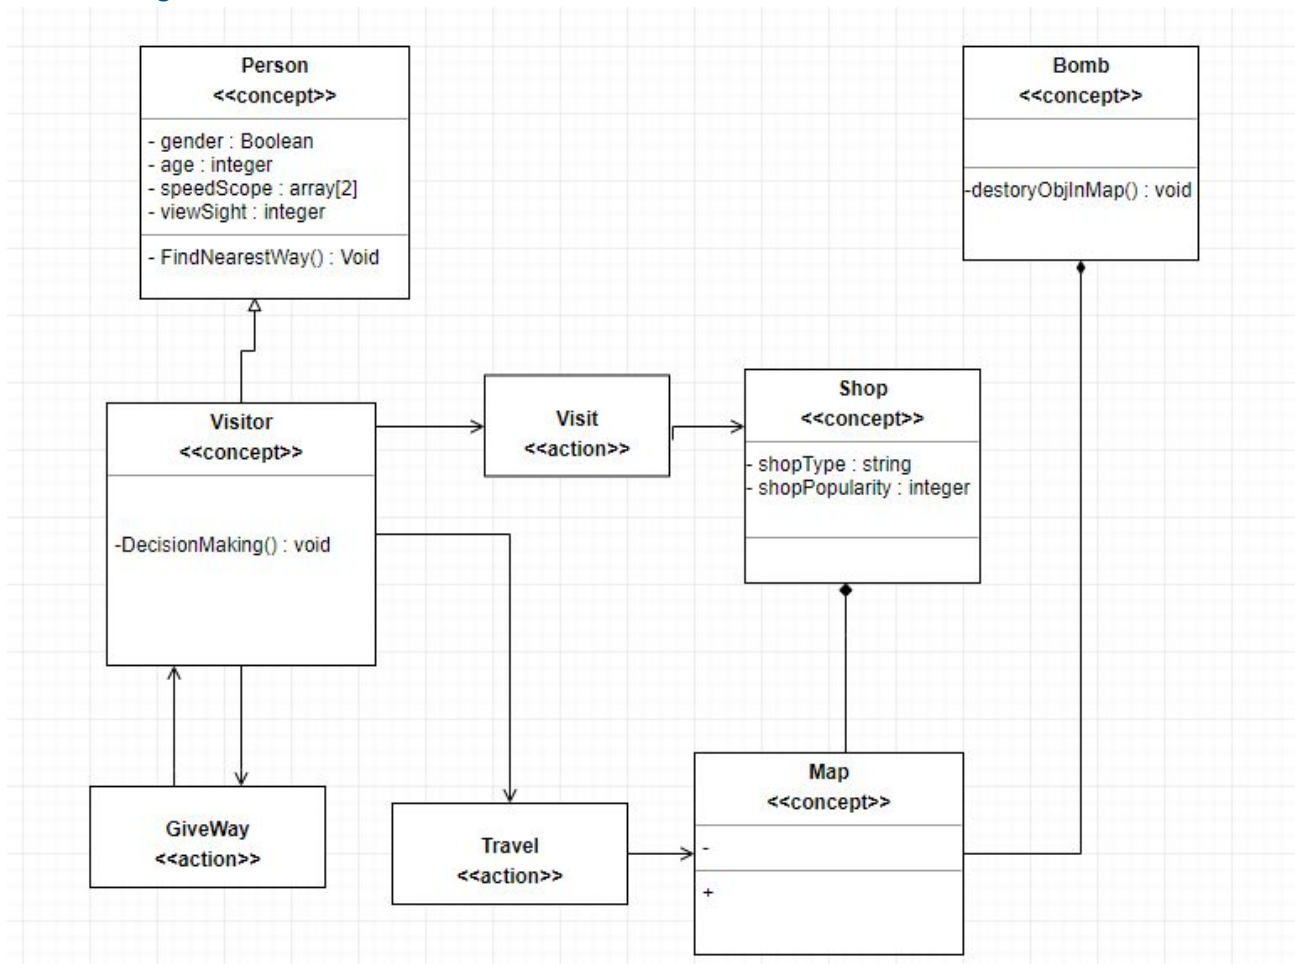 Person
<<concept>>
- gender : Boolean
- age : integer
- speedScope : array[2]
- viewSight : integer
- FindNearestWay() : Void
Bomb
<<concept>>
-destoryObjInMap() : void
Visitor
<<concept>>
-DecisionMaking() : void
Visit
<<action>>
Shop
<<concept>>
- shopType : string
- shopPopularity : integer
GiveWay
<<action>>
Travel
<<action>>
Map
<<concept>>
-
+